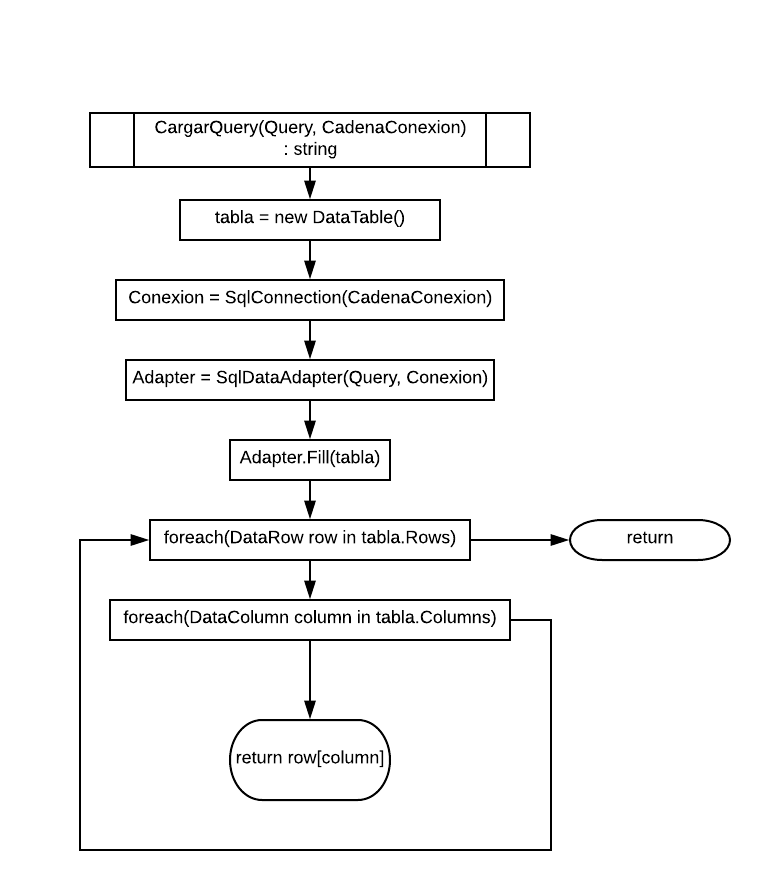 CargarQuery(Query, CadenaConexion)
: string
tabla = new DataTable()
Conexion = SqlConnection(CadenaConexion)
Adapter = SqlDataAdapter(Query, Conexion)
Adapter.Fill(tabla)
foreach(DataRow row in tabla.Rows)
return
foreach(DataColumn column in tabla.Columns)
return row[column]